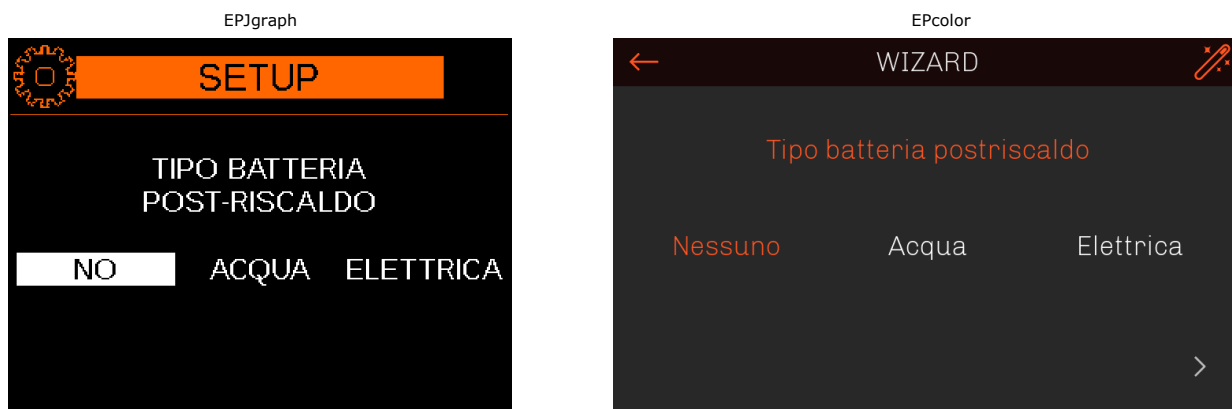 EPJgraph
SETUP
TIPO BATTERIA
POST-RISCALDO
NO ACQUA ELETTRICA
EPcolor
WIZARD
Tipo batteria postriscaldo
Nessuno Acqua Elettrica